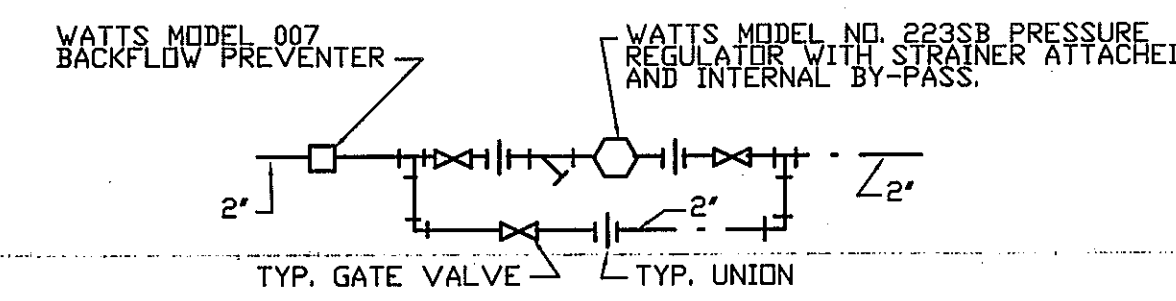 WATTS MODEL 007
BACKFLOW PREVENTER
WATTS MODEL NO. 223SB PRESSURE
REGULATOR WITH STRAINER ATTACHE
AND INTERNAL BY-PASS.
2"
2"
2"
TYP. GATE VALVE
TYP. UNION